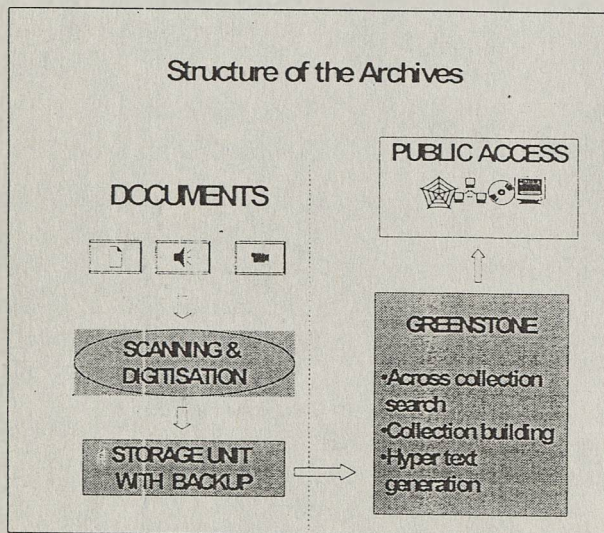 Structure of the Archives
DOCUMENTS
SCANNING &
DIGITISATION
STORAGE UNIT
WITH BACKUP
PUBLIC ACCESS
GREENSTONE
•Across collection
search
•Collection building
•Hyper text
generation